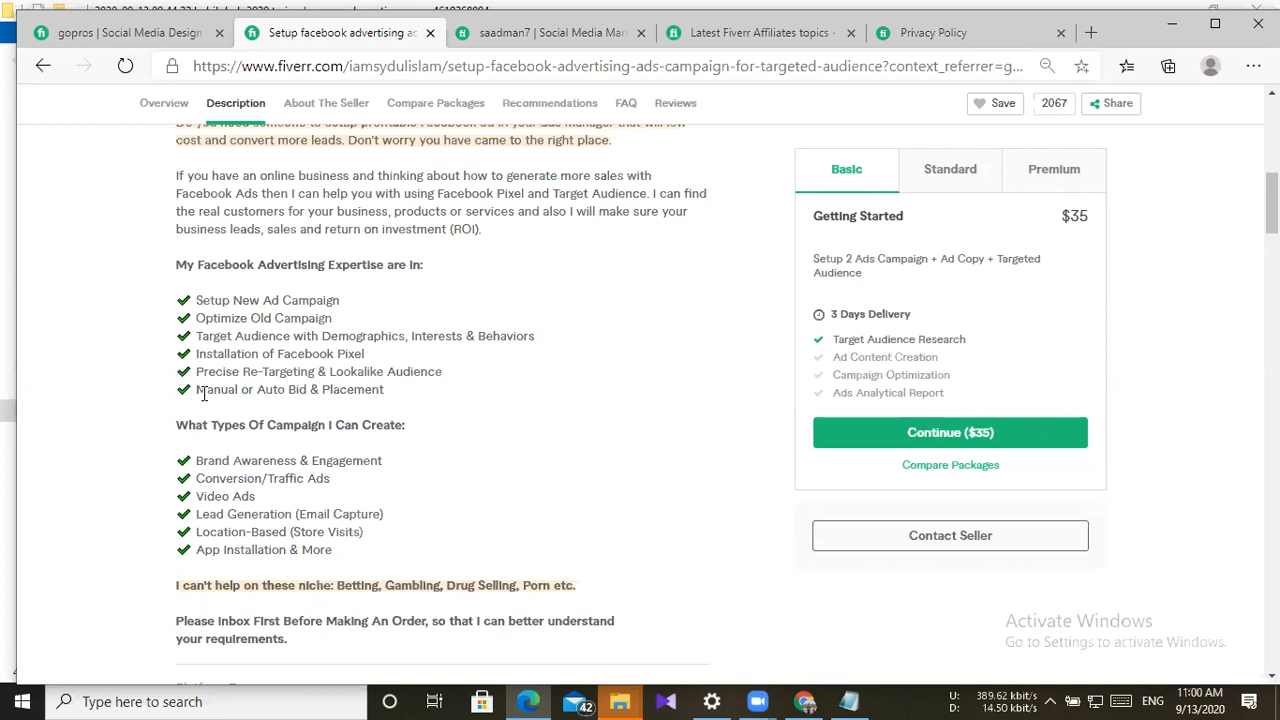 gopros | Social Media Design
Setup facebook advertising ac
saadman7 | Social Media Mark
Latest Fiverr Affiliates topics -
Privacy Policy
https://www.fiverr.com/iamsydulislam/setup-facebook-advertising-ads-campaign-for-targeted-audience?context_referrer=g...
Overview
Description
About The Seller
Compare Packages
Recommendations
FAQ
Reviews
Save
2067
Share
cost and convert more leads. Don't worry you have came to the right place.
If you have an online business and thinking about how to generate more sales with
Facebook Ads then I can help you with using Facebook Pixel and Target Audience. I can find
the real customers for your business, products or services and also I will make sure your
business leads, sales and return on investment (ROI).
My Facebook Advertising Expertise are in:
Setup New Ad Campaign
Optimize Old Campaign
Target Audience with Demographics, Interests & Behaviors
Installation of Facebook Pixel
Precise Re-Targeting & Lookalike Audience
Manual or Auto Bid & Placement
What Types Of Campaign I Can Create:
Brand Awareness & Engagement
Conversion/Traffic Ads
Video Ads
Lead Generation (Email Capture)
Location-Based (Store Visits)
App Installation & More
I can't help on these niche: Betting, Gambling, Drug Selling, Porn etc.
Please Inbox First Before Making An Order, so that I can better understand
your requirements.
Basic
Standard
Premium
Getting Started
$35
Setup 2 Ads Campaign + Ad Copy + Targeted
Audience
3 Days Delivery
Target Audience Research
Ad Content Creation
Campaign Optimization
Ads Analytical Report
Continue ($35)
Compare Packages
Contact Seller
Activate Windows
Go to Settings to activate Windows.
Type here to search
42
U: 389.62 kbit/s
D: 14.50 kbit/s
ENG
11:00 AM
9/13/2020